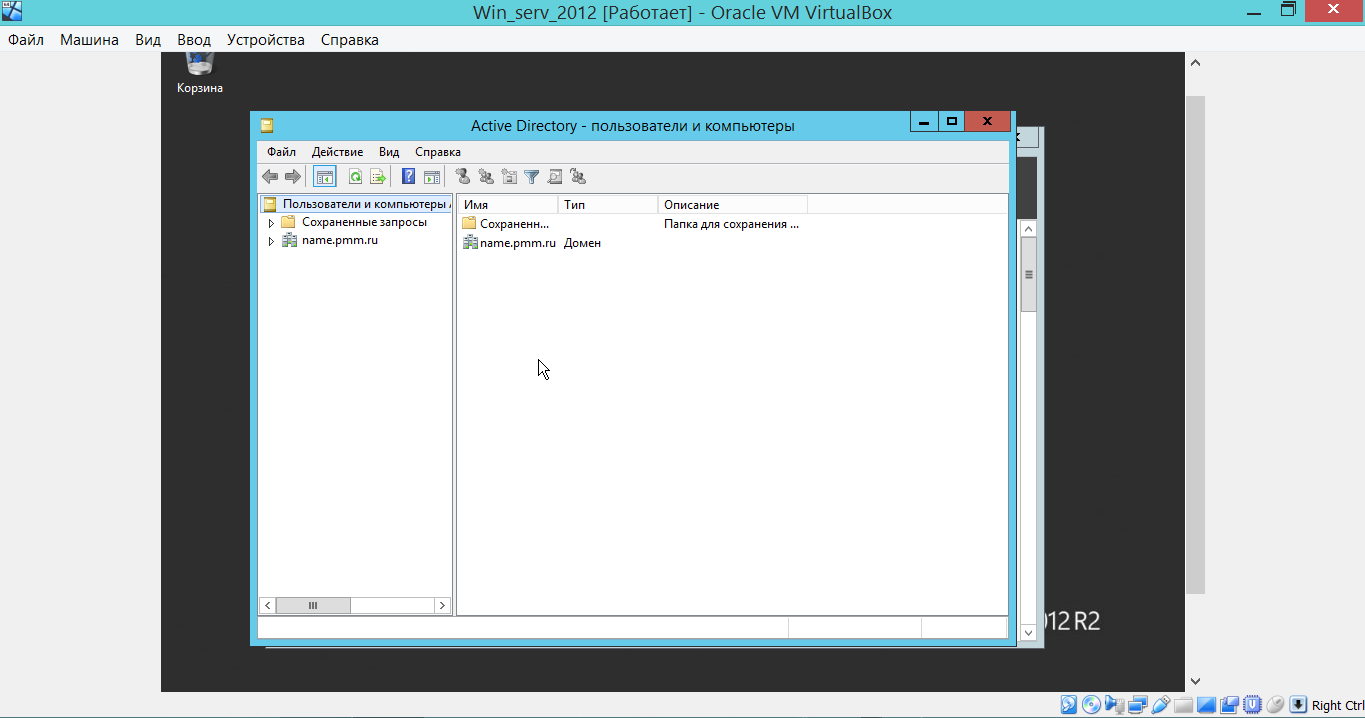 Win_serv_2012 [Работает] - Oracle VM VirtualBox
Файл Машина Вид Ввод Устройства Справка
Корзина
Active Directory - пользователи и компьютеры
Файл Действие Вид Справка
Пользователи и компьютеры
Имя Тип Описание
Сохраненные запросы
Сохраненн... Папка для сохранения ...
name.pmm.ru
name.pmm.ru Домен
012 R2
Right Ctrl